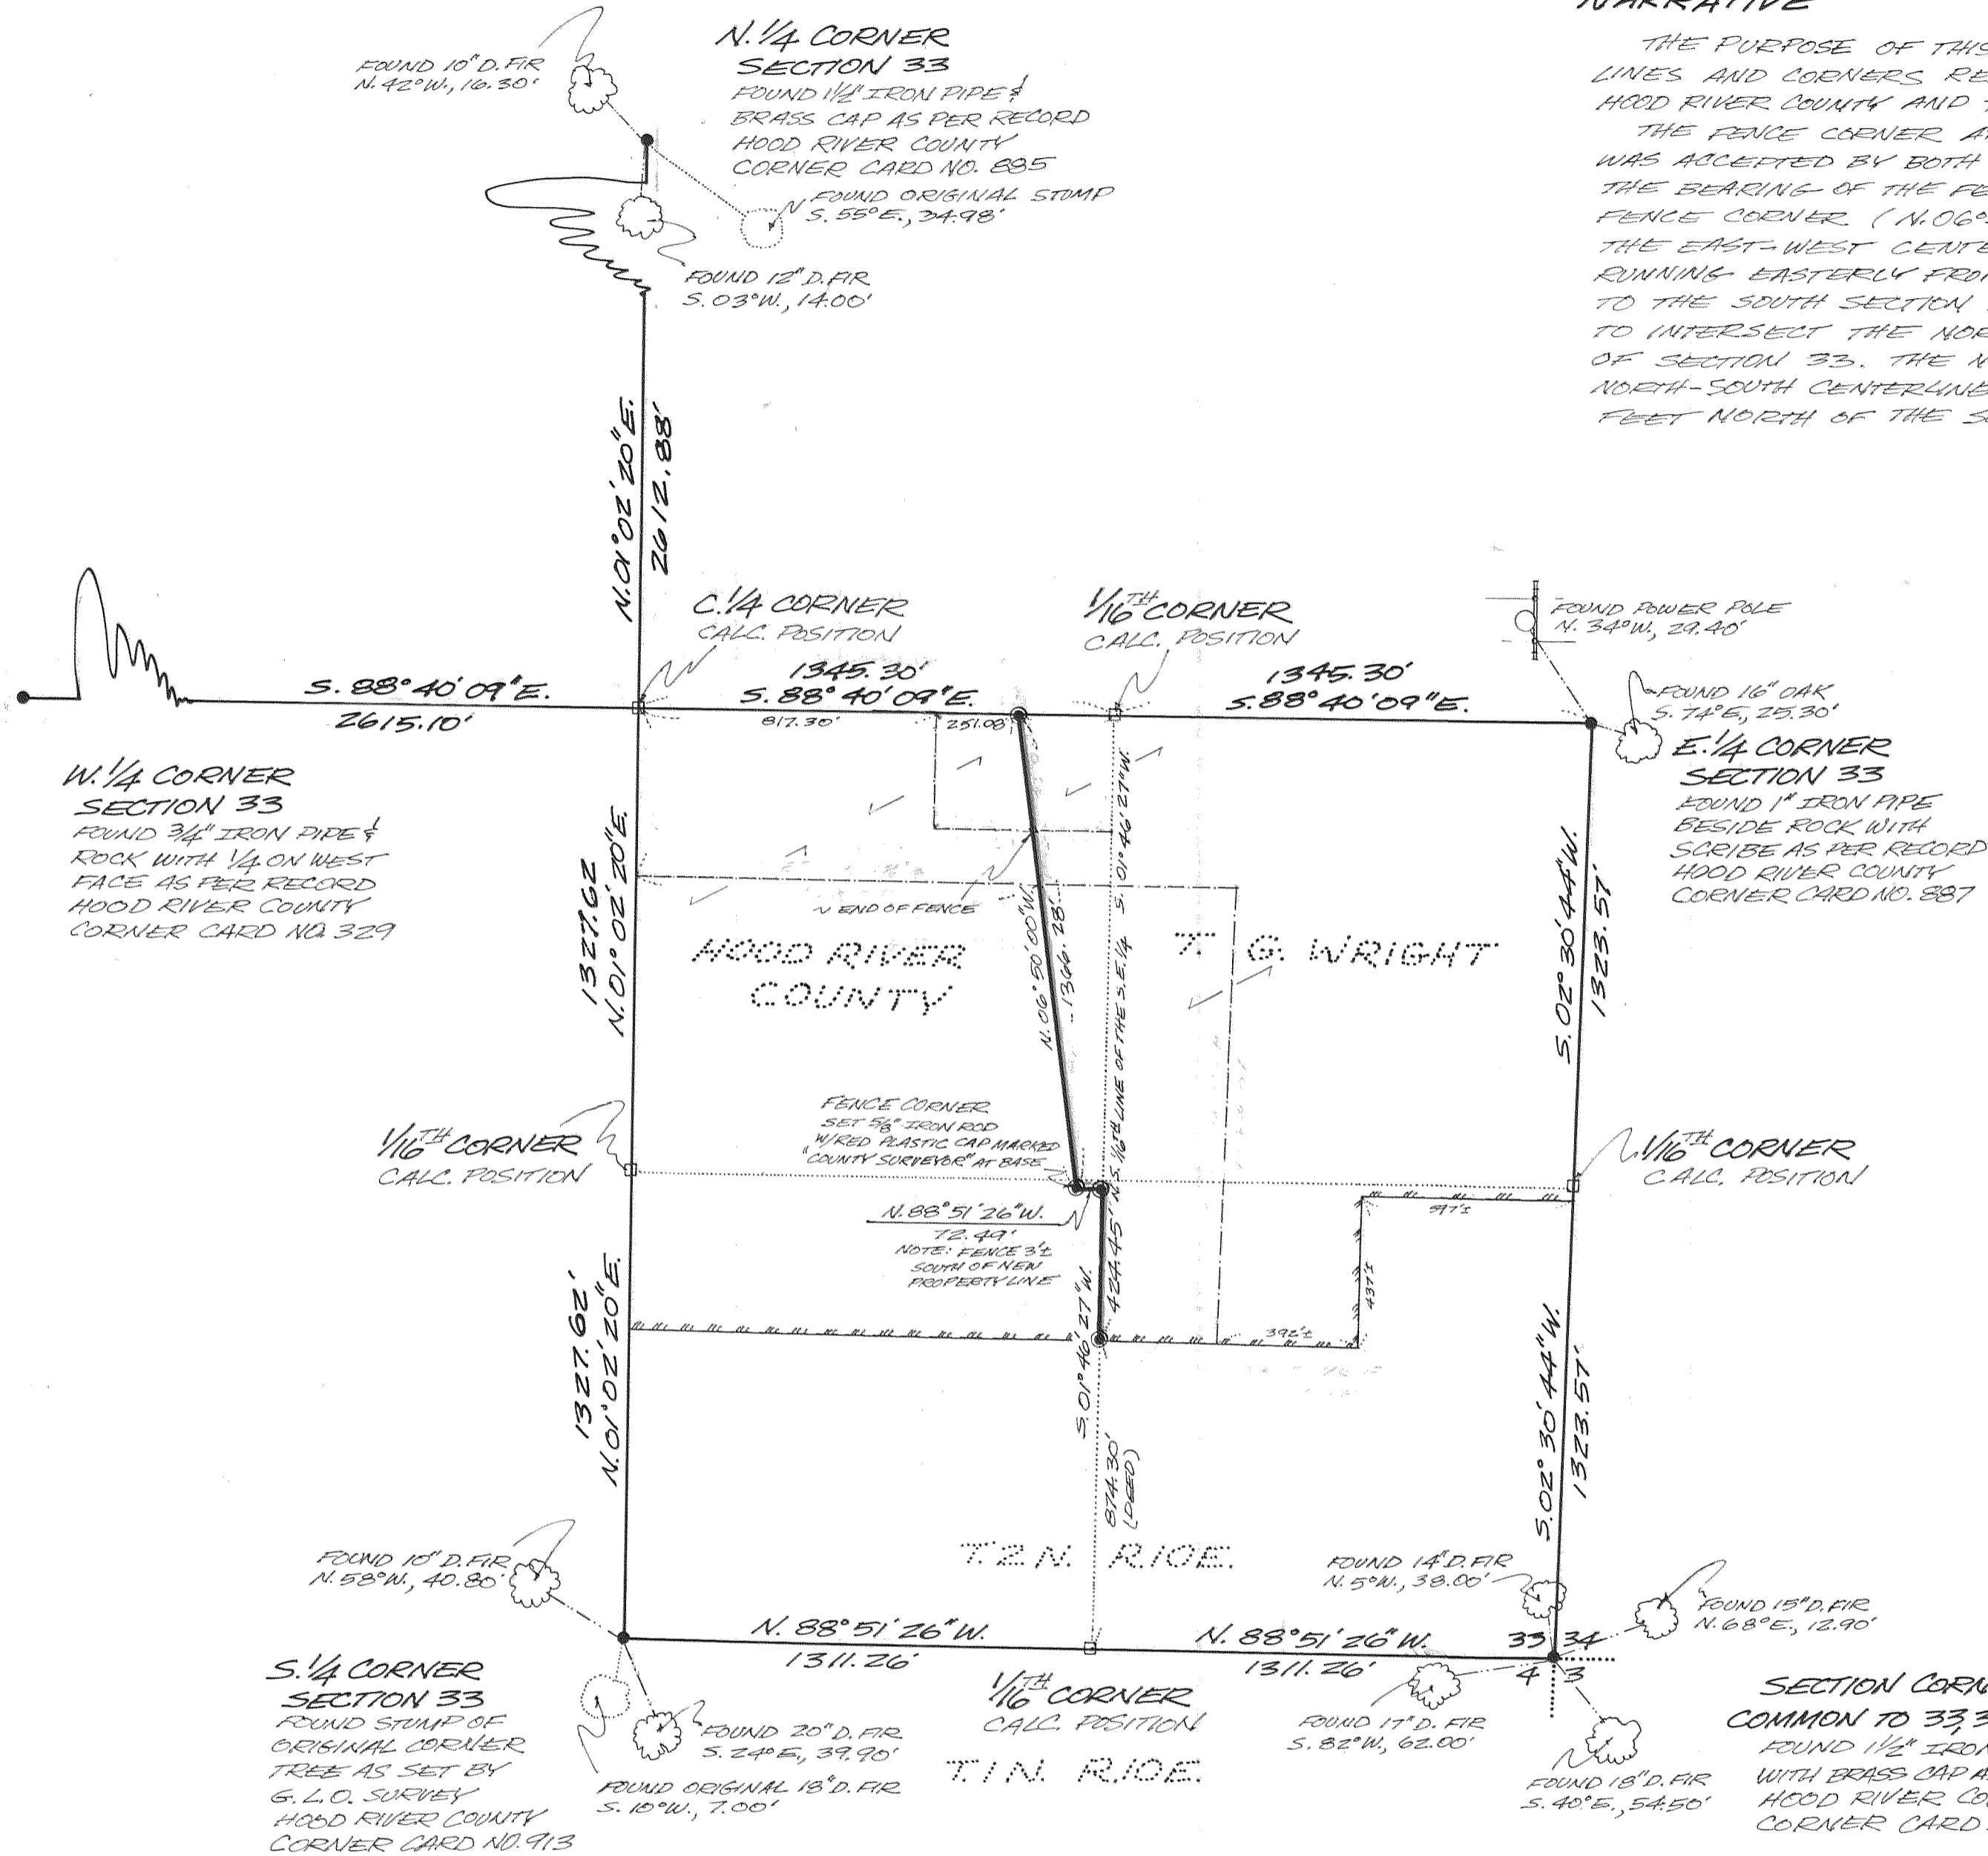 NARRATIVE
THE PURPOSE OF THIS
LINES AND CORNERS RE
HOOD RIVER COUNTY AND
THE FENCE CORNER A
WAS ACCEPTED BY BOTH
THE BEARING OF THE FE
FENCE CORNER (N.06°
THE EAST-WEST CENTE
RUNNING EASTERLY FRO
TO THE SOUTH SECTION
TO INTERSECT THE NOR
OF SECTION 33. THE N
NORTH-SOUTH CENTERLINE
FEET NORTH OF THE S
N. 1/4 CORNER
SECTION 33
FOUND 1 1/2" IRON PIPE &
BRASS CAP AS PER RECORD
HOOD RIVER COUNTY
CORNER CARD NO. 885
FOUND 10" D. FIR
N. 42° W., 16.30'
FOUND ORIGINAL STUMP
S. 55° E., 34.98'
FOUND 12" D. FIR
S. 03° W., 14.00'
N. 01° 02' 20" E.
2612.88'
C. 1/4 CORNER
CALC. POSITION
1/16TH CORNER
CALC. POSITION
FOUND POWER POLE
N. 34° W., 29.40'
S. 88° 40' 09" E.
2615.10'
1345.30'
S. 88° 40' 09" E.
817.30'
251.08'
1345.30'
S. 88° 40' 09" E.
FOUND 16" OAK
S. 74° E., 25.30'
E. 1/4 CORNER
SECTION 33
FOUND 1" IRON PIPE
BESIDE ROCK WITH
SCRIBE AS PER RECORD
HOOD RIVER COUNTY
CORNER CARD NO. 887
W. 1/4 CORNER
SECTION 33
FOUND 3/4" IRON PIPE &
ROCK WITH 1/4 ON WEST
FACE AS PER RECORD
HOOD RIVER COUNTY
CORNER CARD NO. 329
1327.62
N. 01° 02' 20" E.
~ END OF FENCE
HOOD RIVER
COUNTY
T. G. WRIGHT
N. 06° 50' 00" W.
1366.28'
N.S. 1/16TH LINE OF THE S.E. 1/4 S. 01° 46' 27" W.
S. 02° 30' 44" W.
1323.57'
FENCE CORNER
SET 5/8" IRON ROD
W/RED PLASTIC CAP MARKED
"COUNTY SURVEYOR" AT BASE
1/16TH CORNER
CALC. POSITION
1/16TH CORNER
CALC. POSITION
N. 88° 51' 26" W.
72.49'
NOTE: FENCE 3'±
SOUTH OF NEW
PROPERTY LINE
S. 01° 46' 27" W.
424.45'
597'±
437'±
392'±
1327.62'
N. 01° 02' 20" E.
S. 02° 30' 44" W.
1323.57'
874.30'
(DEED)
T. 2 N. R. 10 E.
FOUND 10" D. FIR
N. 58° W., 40.80'
FOUND 14" D. FIR
N. 5° W., 38.00'
FOUND 15" D. FIR
N. 68° E., 12.90'
N. 88° 51' 26" W.
1311.26'
N. 88° 51' 26" W.
1311.26'
33 34
4 3
S. 1/4 CORNER
SECTION 33
FOUND STUMP OF
ORIGINAL CORNER
TREE AS SET BY
G.L.O. SURVEY
HOOD RIVER COUNTY
CORNER CARD NO. 913
FOUND 20" D. FIR
S. 24° E., 39.90'
FOUND ORIGINAL 18" D. FIR
S. 10° W., 7.00'
1/16TH CORNER
CALC. POSITION
T. 1 N. R. 10 E.
FOUND 17" D. FIR
S. 82° W., 62.00'
FOUND 18" D. FIR
S. 40° E., 54.50'
SECTION CORN
COMMON TO 33, 3
FOUND 1 1/2" IRON
WITH BRASS CAP A
HOOD RIVER CO
CORNER CARD